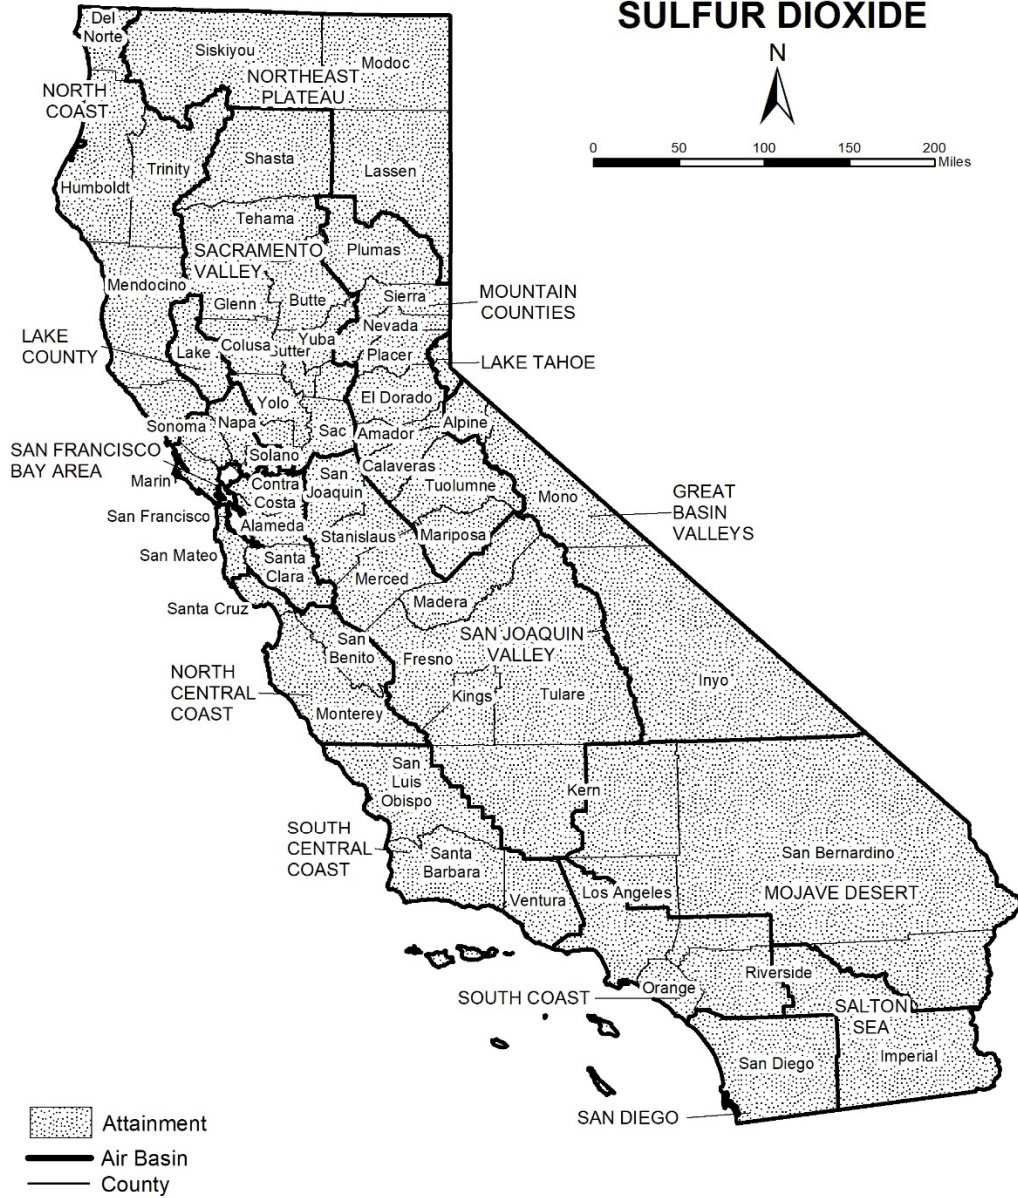 SULFUR DIOXIDE
N
0 50 100 150 200
Miles
Del
Norte
Siskiyou
Modoc
NORTHEAST
PLATEAU
NORTH
COAST
Shasta
Trinity
Lassen
Humboldt
Tehama
SACRAMENTO
VALLEY
Plumas
Mendocino
Glenn
Butte
Sierra
MOUNTAIN
COUNTIES
Nevada
LAKE
COUNTY
Lake
Colusa
Yuba
Placer
LAKE TAHOE
Yolo
El Dorado
Sonoma
Napa
Sac
Amador
Alpine
SAN FRANCISCO
BAY AREA
Solano
Marin
Contra
Costa
San
Joaquin
Calaveras
Tuolumne
Mono
GREAT
BASIN
VALLEYS
San Francisco
Alameda
Stanislaus
Mariposa
San Mateo
Santa
Clara
Merced
Santa Cruz
Madera
San
Benito
SAN JOAQUIN
VALLEY
Fresno
NORTH
CENTRAL
COAST
Monterey
Kings
Tulare
Inyo
San
Luis
Obispo
Kern
SOUTH
CENTRAL
COAST
Santa
Barbara
Ventura
Los Angeles
San Bernardino
MOJAVE DESERT
Riverside
SOUTH COAST
Orange
SALTON
SEA
San Diego
Imperial
SAN DIEGO
Attainment
Air Basin
County